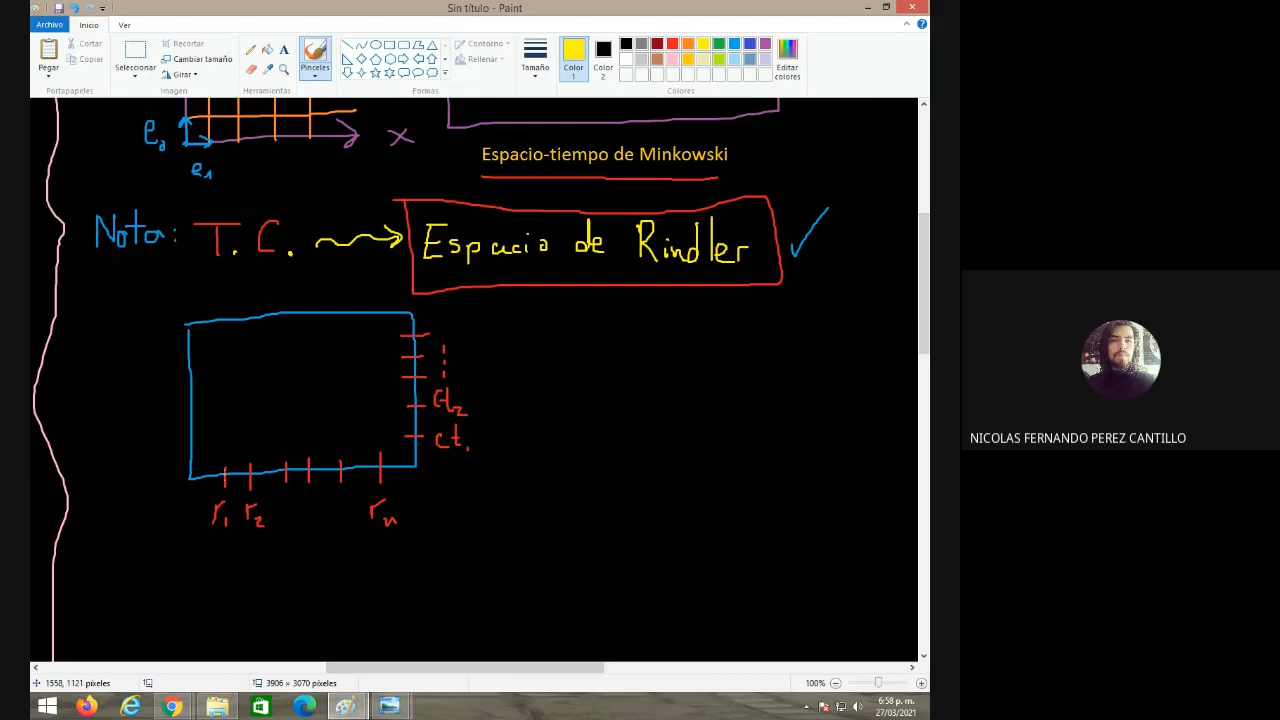 Sin título - Paint
Archivo Inicio Ver
Pegar
Cortar
Copiar
Portapapeles
Seleccionar
Recortar
Cambiar tamaño
Girar
Imagen
A
Herramientas
Pinceles
Contorno
Rellenar
Formas
Tamaño
Color 1
Color 2
Editar colores
Colores
e₂
e₁
x
Espacio-tiempo de Minkowski
Nota: T. C. Espacio de Rindler
ct₂
ct₁
r₁ r₂ rₙ
NICOLAS FERNANDO PEREZ CANTILLO
1558, 1121 píxeles
3906 × 3070 píxeles
100%
6:58 p. m.
27/03/2021